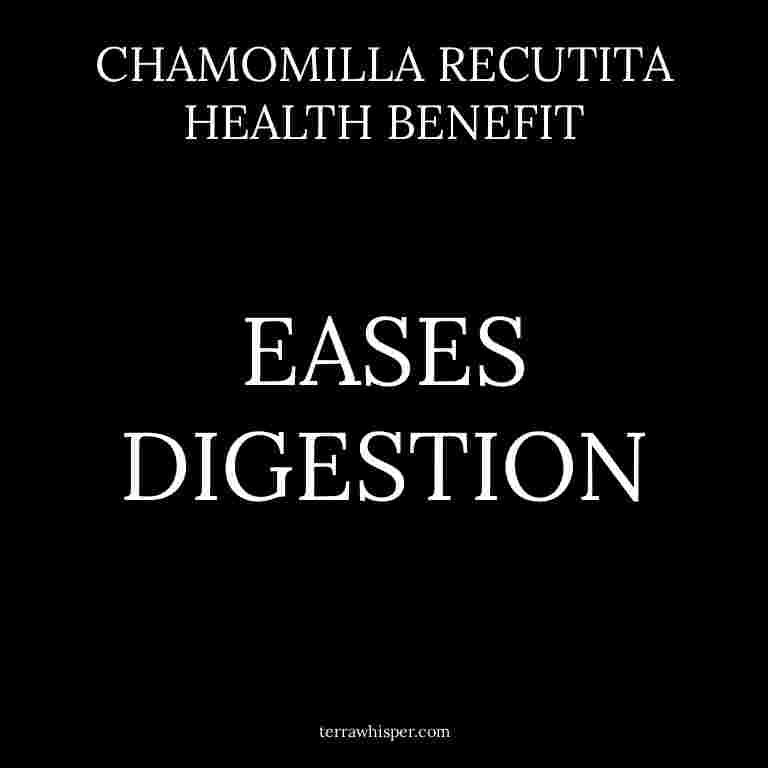 CHAMOMILLA RECUTITA
HEALTH BENEFIT
EASES
DIGESTION
terrawhisper.com